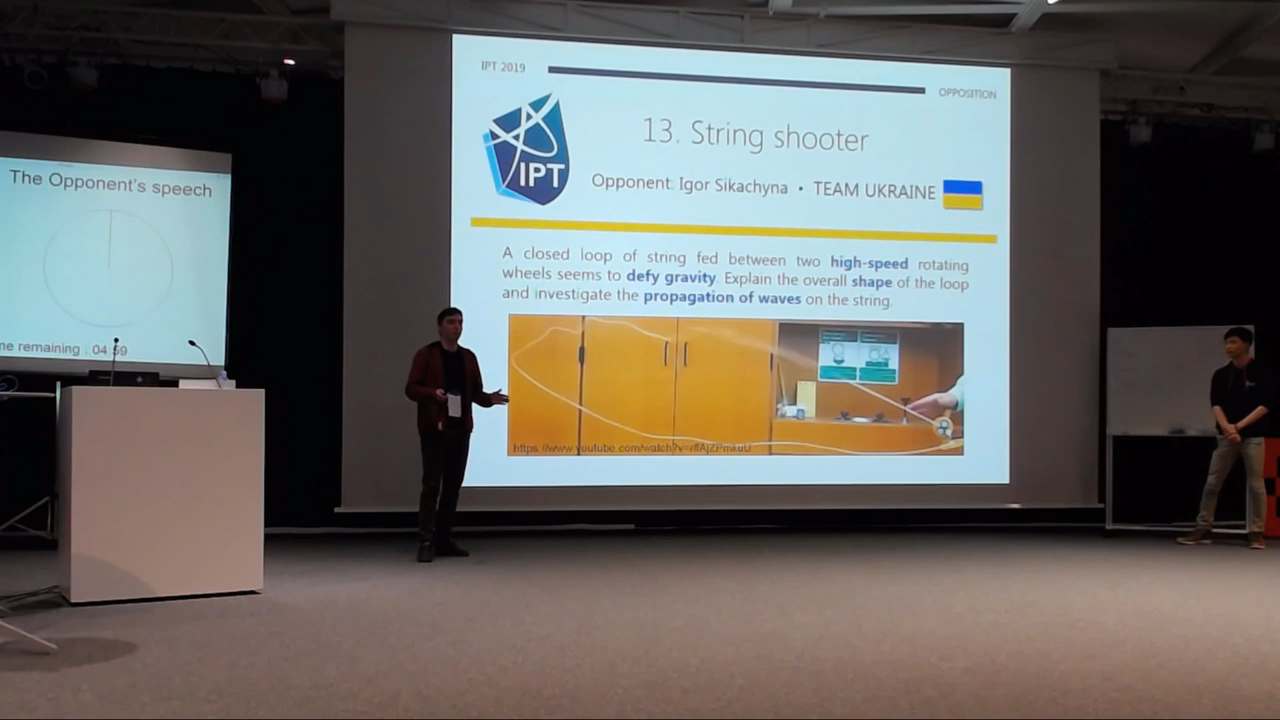 The Opponent's speech
me remaining : 04:59
IPT 2019
OPPOSITION
IPT
13. String shooter
Opponent: Igor Sikachyna • TEAM UKRAINE
A closed loop of string fed between two high-speed rotating
wheels seems to defy gravity. Explain the overall shape of the loop
and investigate the propagation of waves on the string.